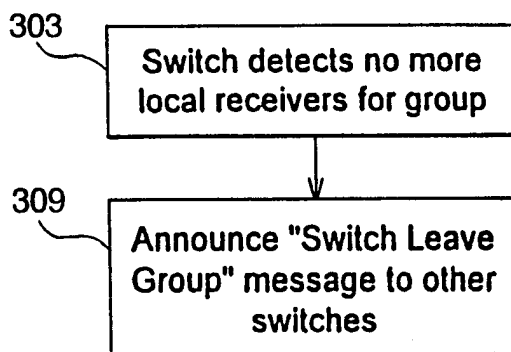 303
Switch detects no more
local receivers for group
309
Announce "Switch Leave
Group" message to other
switches